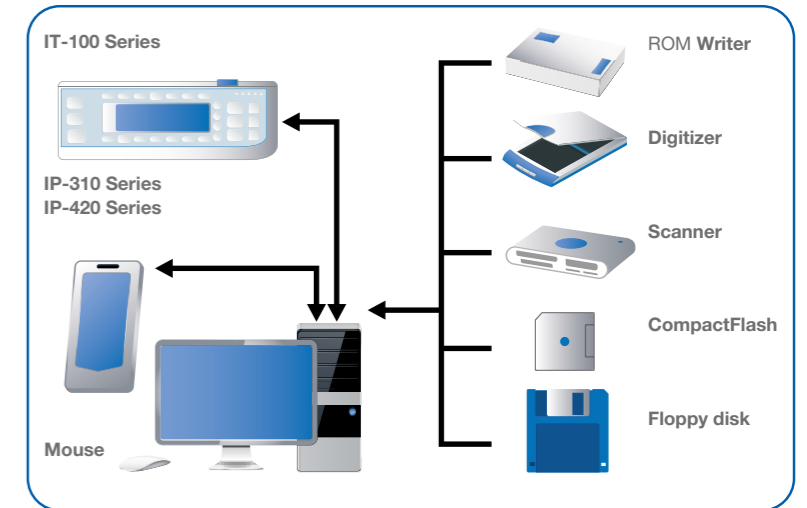 IT-100 Series
IP-310 Series
IP-420 Series
Mouse
ROM Writer
Digitizer
Scanner
CompactFlash
Floppy disk